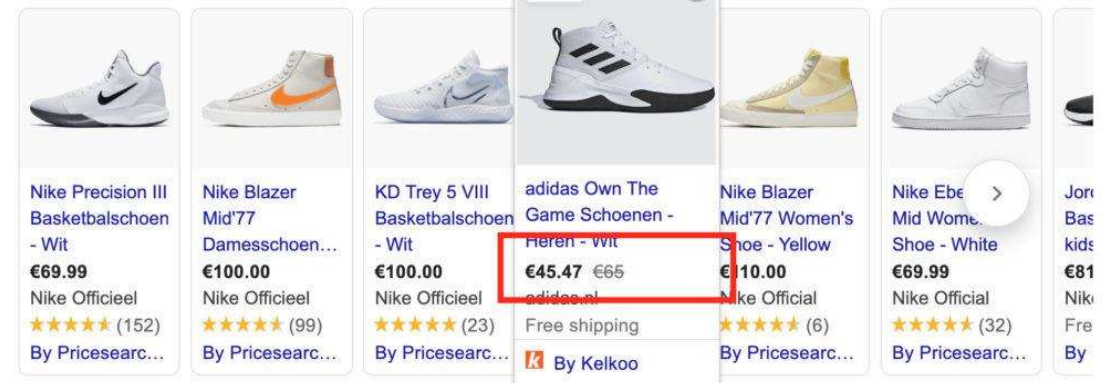 Nike Precision III
Basketbalschoen
- Wit
€69.99
Nike Officieel
(152)
By Pricesearc...
Nike Blazer
Mid'77
Damesschoen...
€100.00
Nike Officieel
(99)
By Pricesearc...
KD Trey 5 VIII
Basketbalschoen
- Wit
€100.00
Nike Officieel
(23)
By Pricesearc...
adidas Own The
Game Schoenen -
Heren - Wit
€45.47 €65
adidas.nl
Free shipping
k By Kelkoo
Nike Blazer
Mid'77 Women's
Shoe - Yellow
€110.00
Nike Official
(6)
By Pricesearc...
Nike Ebe
Mid Wome
Shoe - White
€69.99
Nike Official
(32)
By Pricesearc...
Jor
Bas
kids
€81
Nik
Fre
By